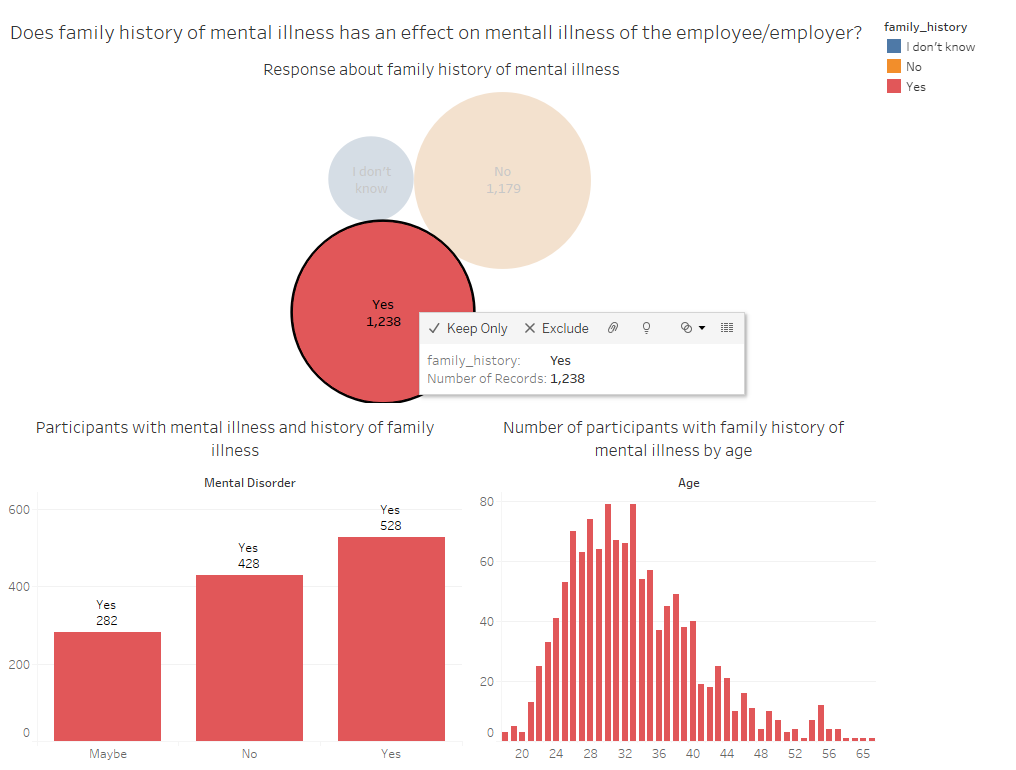 Does family history of mental illness has an effect on mentall illness of the employee/employer?
family_history
I don't know
No
Yes
Response about family history of mental illness
I don't
know
No
1,179
Yes
1,238
Keep Only
Exclude
family_history: Yes
Number of Records: 1,238
Participants with mental illness and history of family
illness
Mental Disorder
600
400
200
0
Yes
282
Yes
428
Yes
528
Maybe
No
Yes
Number of participants with family history of
mental illness by age
Age
80
60
40
20
0
20 24 28 32 36 40 44 48 52 56 65